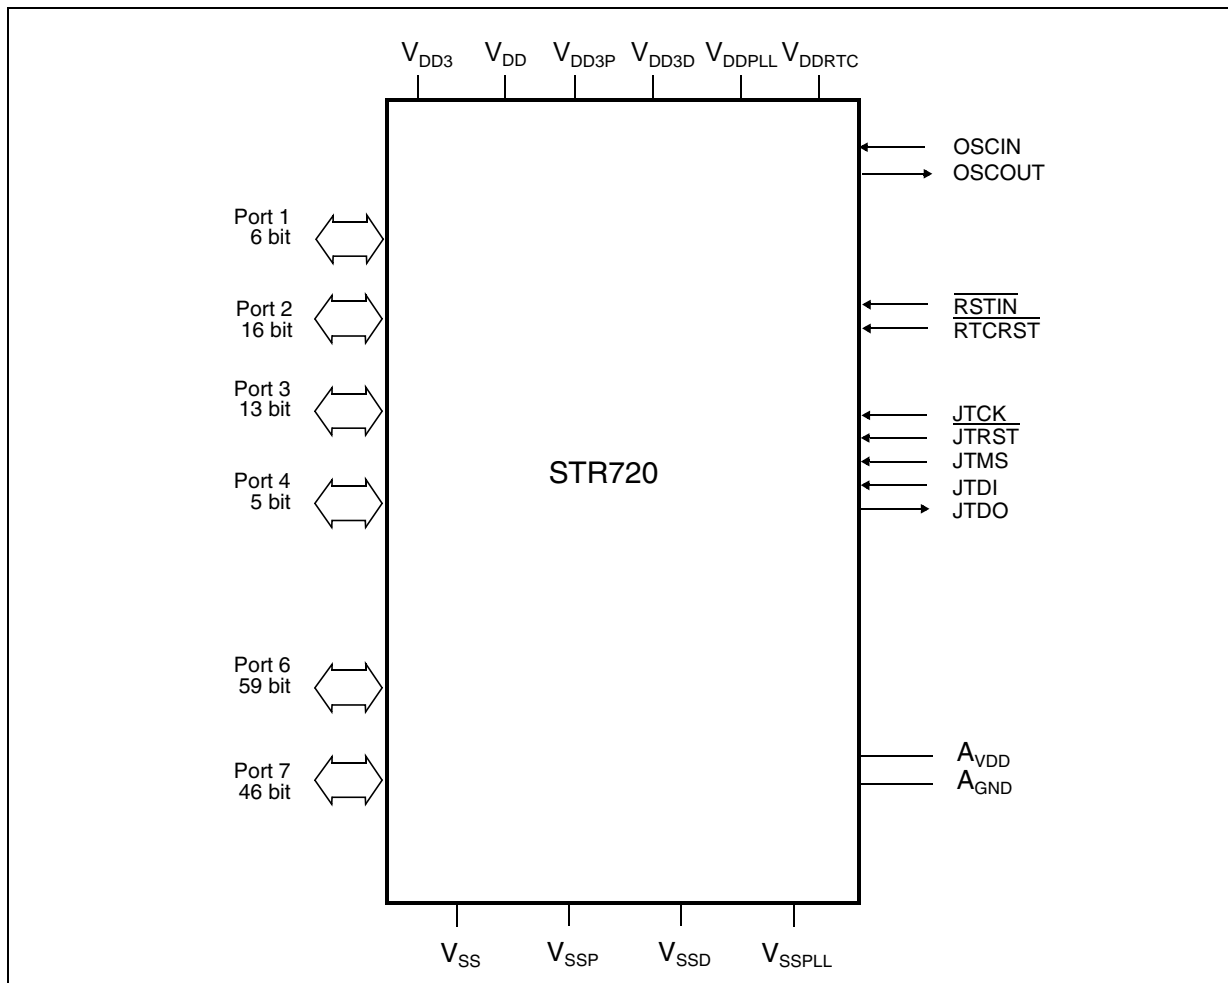 VDD3 VDD VDD3P VDD3D VDDPLL VDDRTC
OSCIN
OSCOUT
Port 1
6 bit
Port 2
16 bit
RSTIN
RTCRST
Port 3
13 bit
JTCK
JTRST
JTMS
JTDI
JTDO
Port 4
5 bit
STR720
Port 6
59 bit
Port 7
46 bit
AVDD
AGND
VSS VSSP VSSD VSSPLL